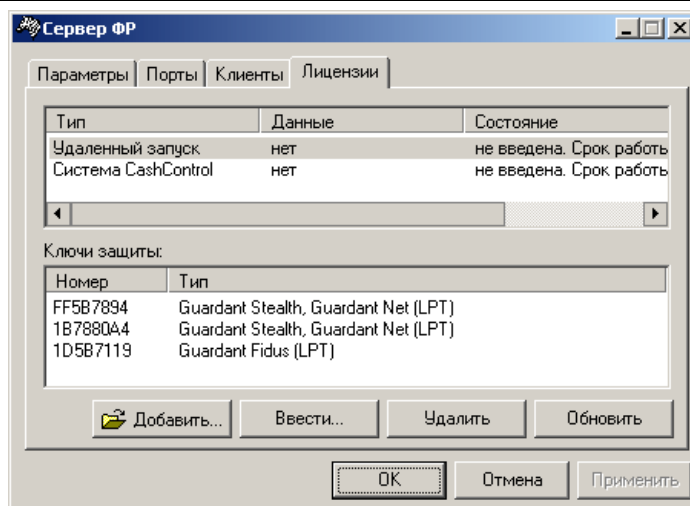 Сервер ФР
Параметры Порты Клиенты Лицензии
Тип Данные Состояние
Удаленный запуск нет не введена. Срок работь
Система CashControl нет не введена. Срок работь
Ключи защиты:
Номер Тип
FF5B7894 Guardant Stealth, Guardant Net (LPT)
1B7880A4 Guardant Stealth, Guardant Net (LPT)
1D5B7119 Guardant Fidus (LPT)
Добавить... Ввести... Удалить Обновить
OK Отмена Применить